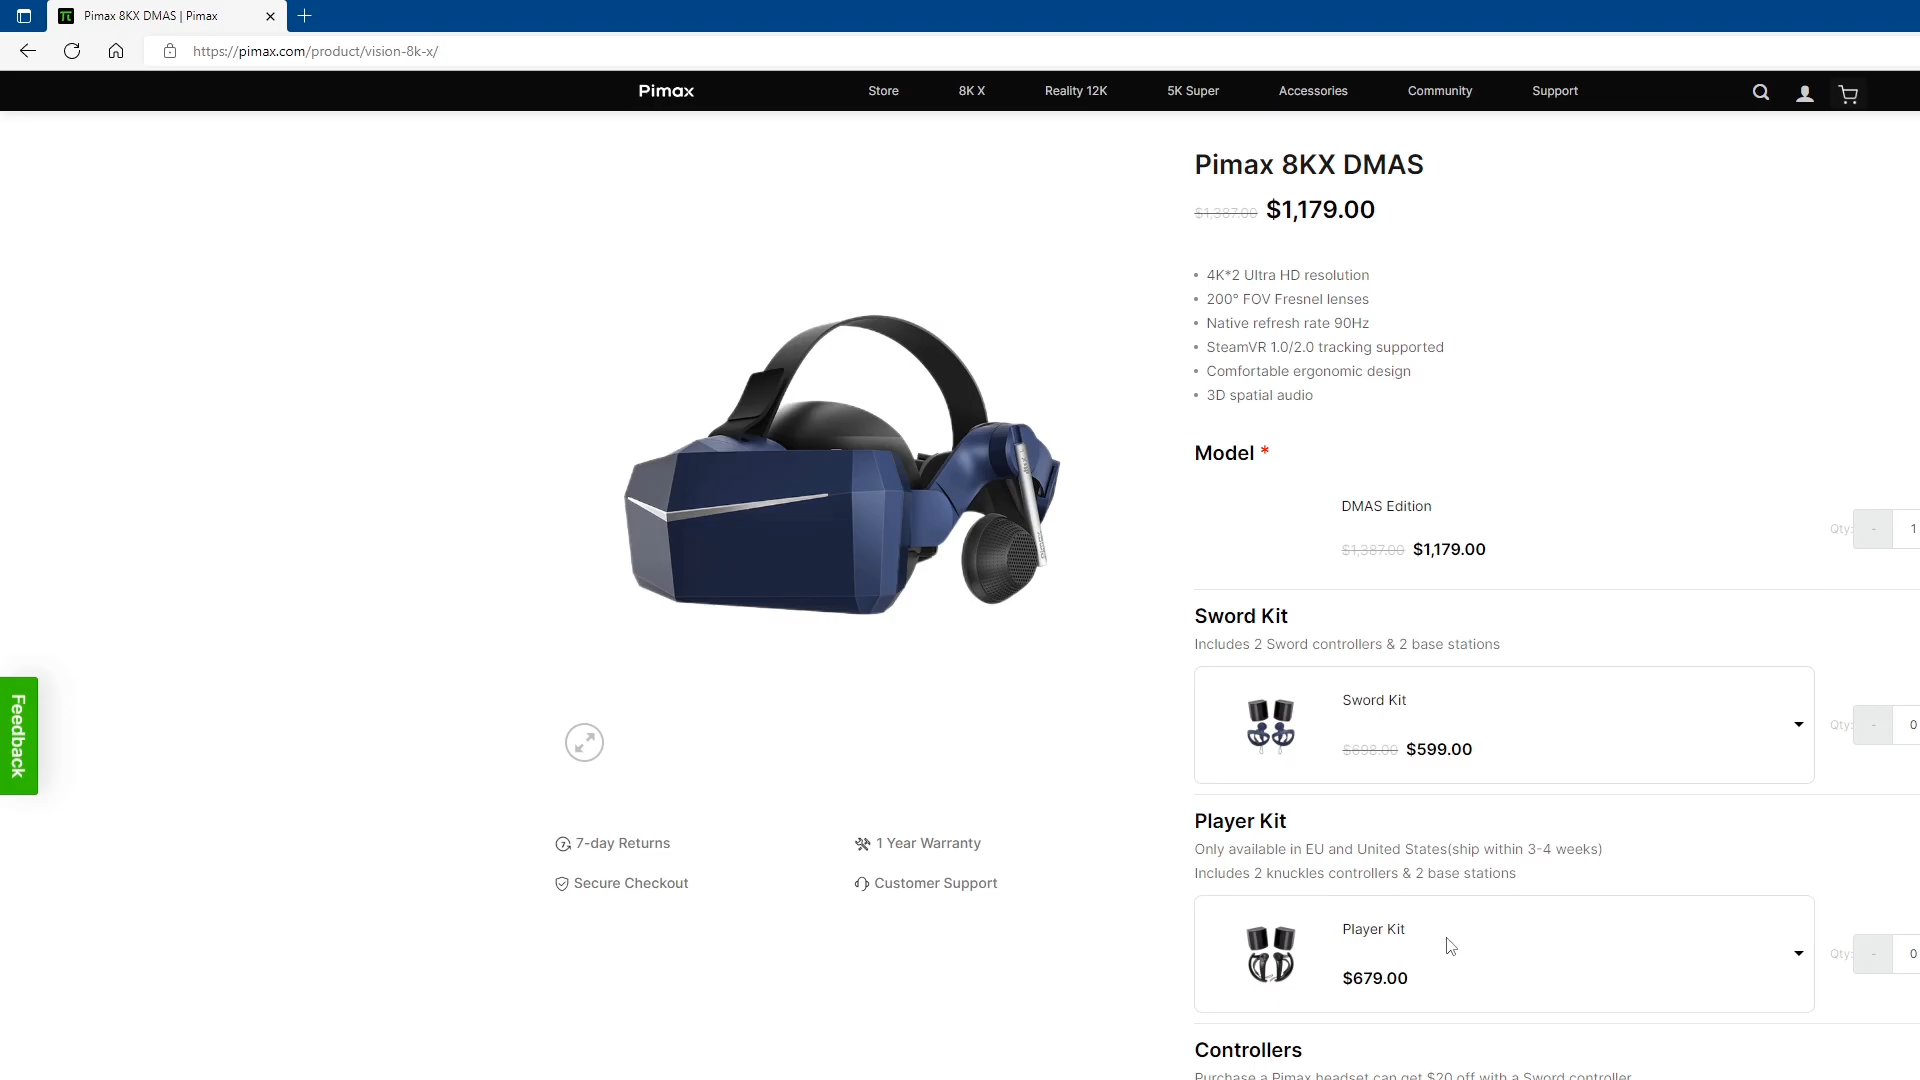 Pimax 8KX DMAS | Pimax
https://pimax.com/product/vision-8k-x/
Pimax
Store
8K X
Reality 12K
5K Super
Accessories
Community
Support
Pimax 8KX DMAS
$1,387.00 $1,179.00
• 4K*2 Ultra HD resolution
• 200° FOV Fresnel lenses
• Native refresh rate 90Hz
• SteamVR 1.0/2.0 tracking supported
• Comfortable ergonomic design
• 3D spatial audio
Model *
DMAS Edition
$1,387.00 $1,179.00
Qty: - 1
Sword Kit
Includes 2 Sword controllers & 2 base stations
Sword Kit
$698.00 $599.00
Qty: - 0
Feedback
7-day Returns
1 Year Warranty
Secure Checkout
Customer Support
Player Kit
Only available in EU and United States(ship within 3-4 weeks)
Includes 2 knuckles controllers & 2 base stations
Player Kit
$679.00
Qty: - 0
Controllers
Purchase a Pimax headset can get $20 off with a Sword controller